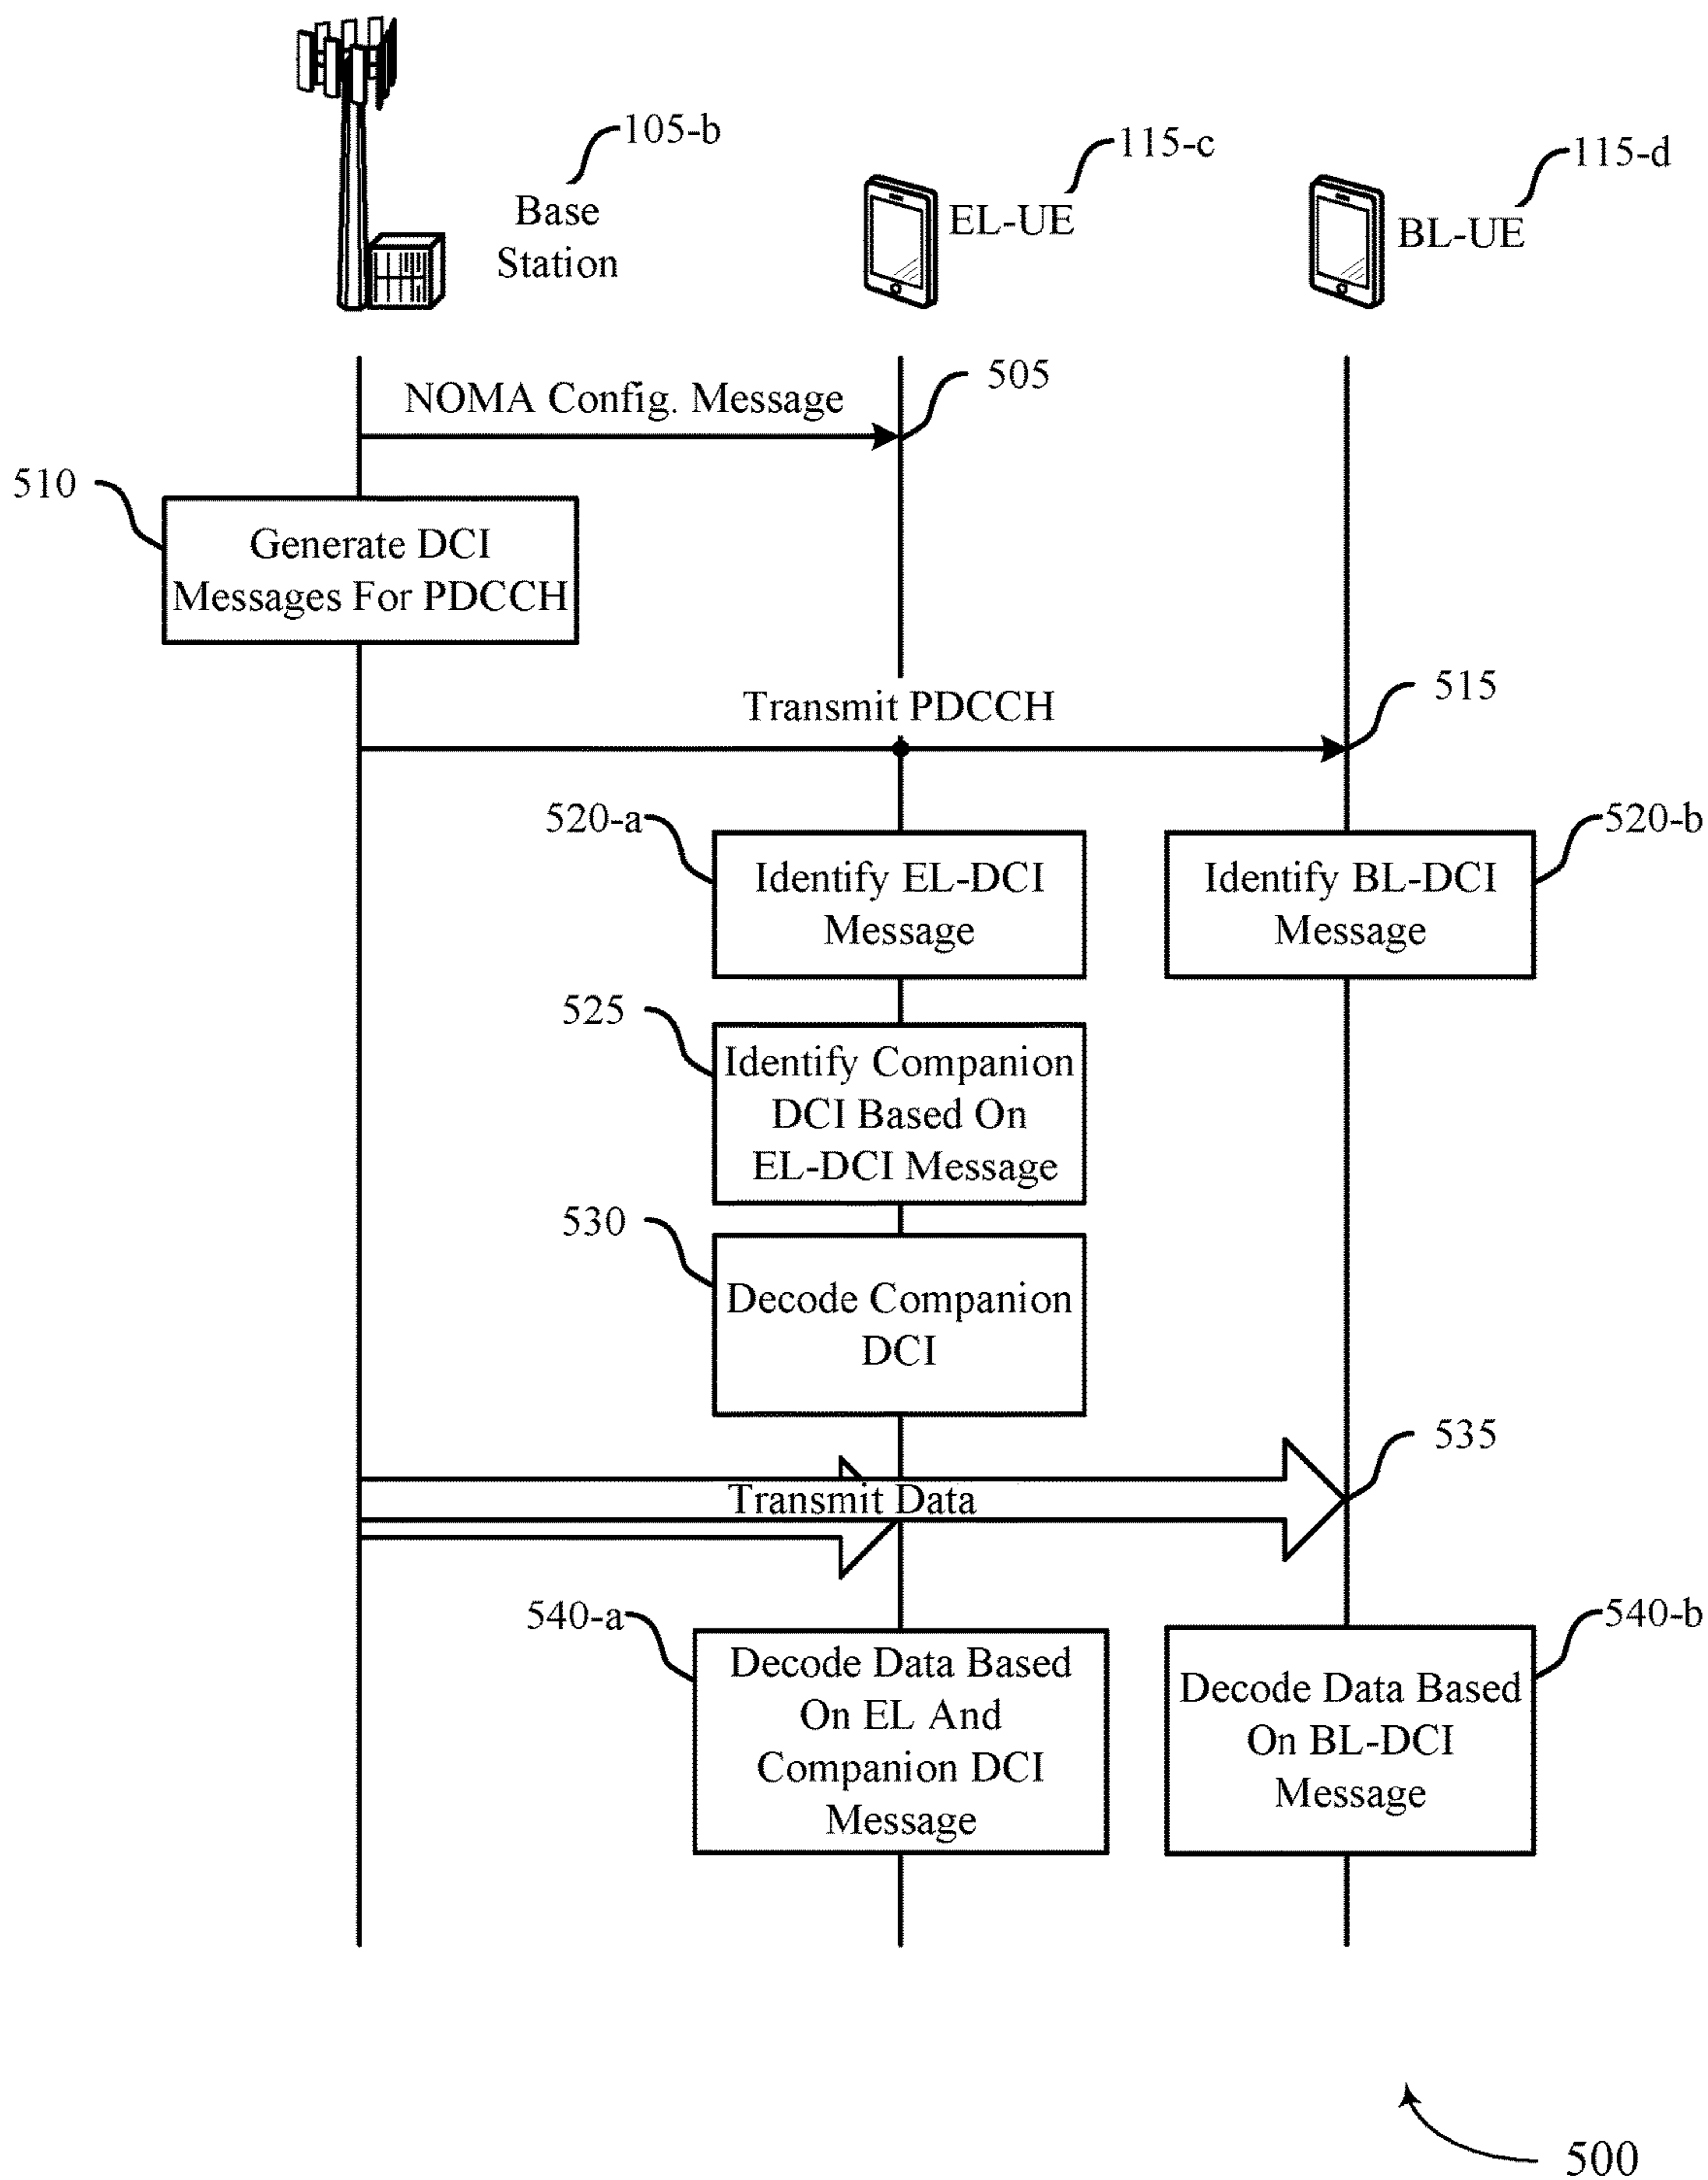 105-b
115-c
115-d
Base
Station
EL-UE
BL-UE
NOMA Config. Message
505
510
Generate DCI
Messages For PDCCH
Transmit PDCCH
515
520-a
520-b
Identify EL-DCI
Message
Identify BL-DCI
Message
525
Identify Companion
DCI Based On
EL-DCI Message
530
Decode Companion
DCI
535
Transmit Data
540-a
540-b
Decode Data Based
On EL And
Companion DCI
Message
Decode Data Based
On BL-DCI
Message
500